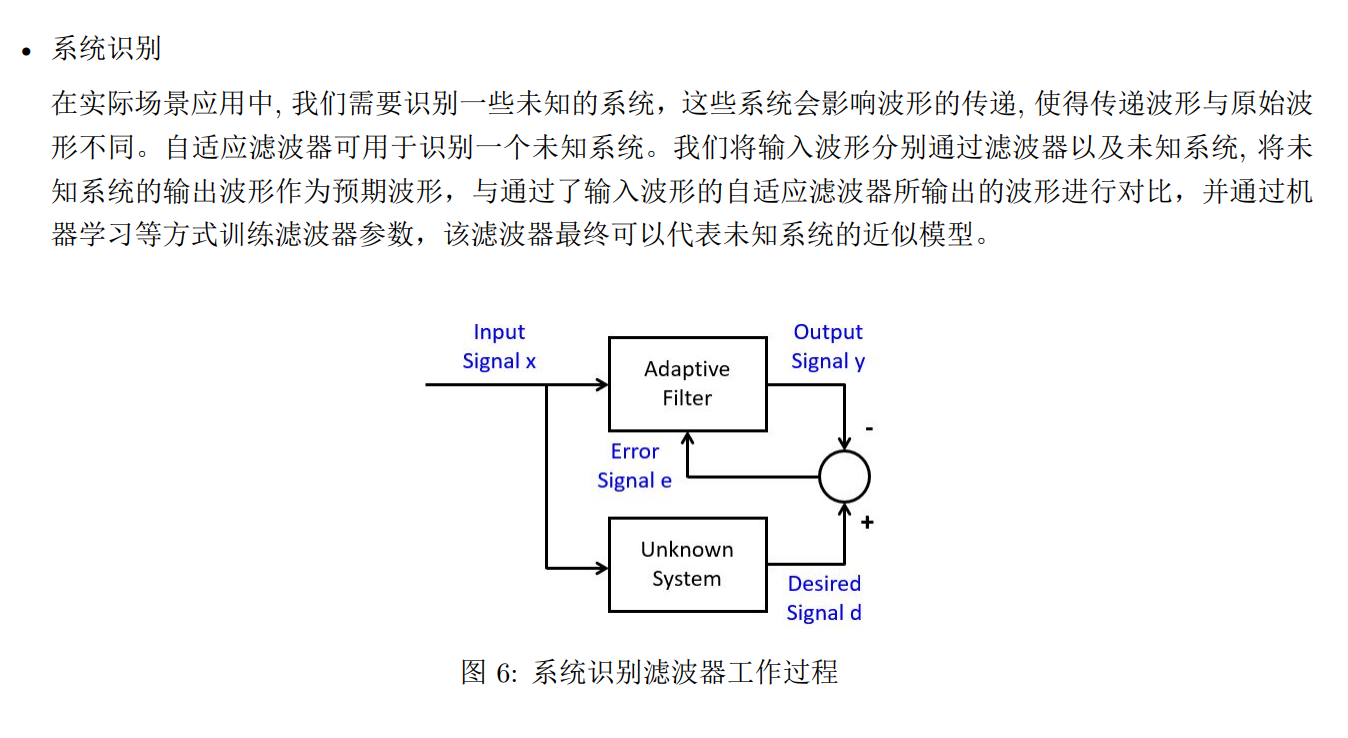 • 系统识别
在实际场景应用中, 我们需要识别一些未知的系统，这些系统会影响波形的传递, 使得传递波形与原始波
形不同。自适应滤波器可用于识别一个未知系统。我们将输入波形分别通过滤波器以及未知系统, 将未
知系统的输出波形作为预期波形，与通过了输入波形的自适应滤波器所输出的波形进行对比，并通过机
器学习等方式训练滤波器参数，该滤波器最终可以代表未知系统的近似模型。
Input
Signal x
Adaptive
Filter
Output
Signal y
-
Error
Signal e
+
Unknown
System
Desired
Signal d
图 6: 系统识别滤波器工作过程